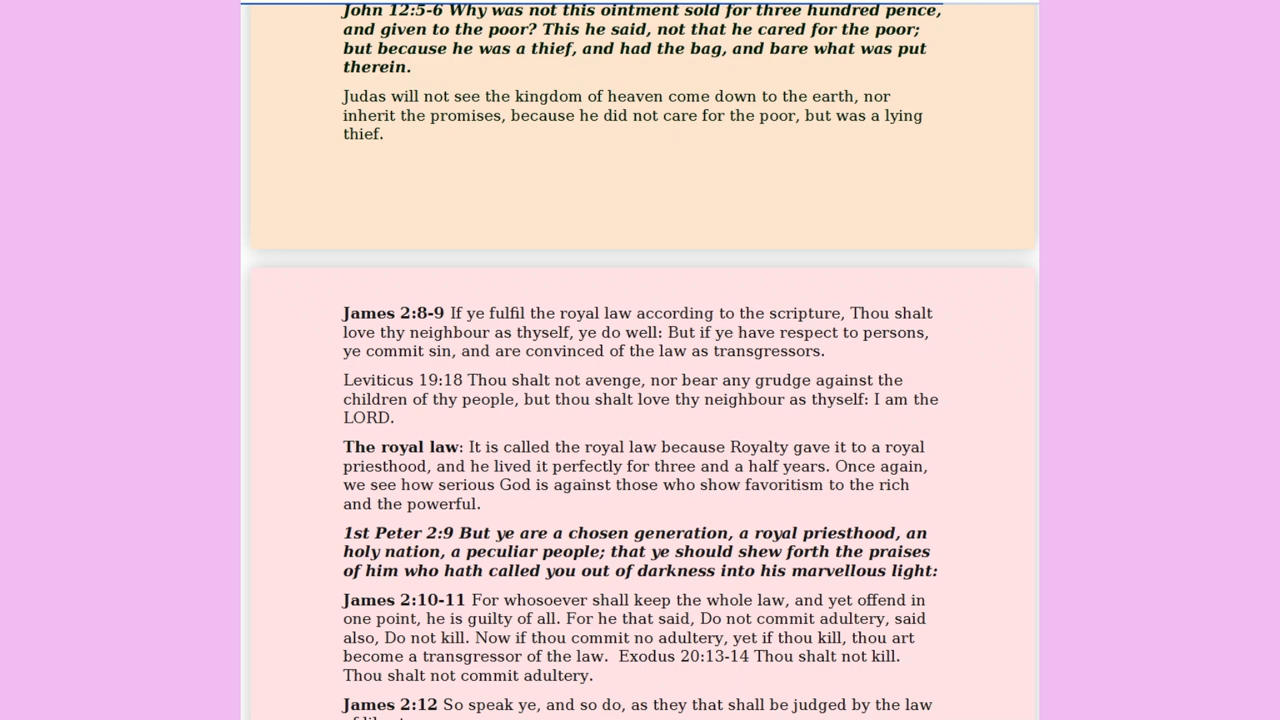 John 12:5-6 Why was not this ointment sold for three hundred pence,
and given to the poor? This he said, not that he cared for the poor;
but because he was a thief, and had the bag, and bare what was put
therein.
Judas will not see the kingdom of heaven come down to the earth, nor
inherit the promises, because he did not care for the poor, but was a lying
thief.
James 2:8-9 If ye fulfil the royal law according to the scripture, Thou shalt
love thy neighbour as thyself, ye do well: But if ye have respect to persons,
ye commit sin, and are convinced of the law as transgressors.
Leviticus 19:18 Thou shalt not avenge, nor bear any grudge against the
children of thy people, but thou shalt love thy neighbour as thyself: I am the
LORD.
The royal law: It is called the royal law because Royalty gave it to a royal
priesthood, and he lived it perfectly for three and a half years. Once again,
we see how serious God is against those who show favoritism to the rich
and the powerful.
1st Peter 2:9 But ye are a chosen generation, a royal priesthood, an
holy nation, a peculiar people; that ye should shew forth the praises
of him who hath called you out of darkness into his marvellous light:
James 2:10-11 For whosoever shall keep the whole law, and yet offend in
one point, he is guilty of all. For he that said, Do not commit adultery, said
also, Do not kill. Now if thou commit no adultery, yet if thou kill, thou art
become a transgressor of the law.  Exodus 20:13-14 Thou shalt not kill.
Thou shalt not commit adultery.
James 2:12 So speak ye, and so do, as they that shall be judged by the law